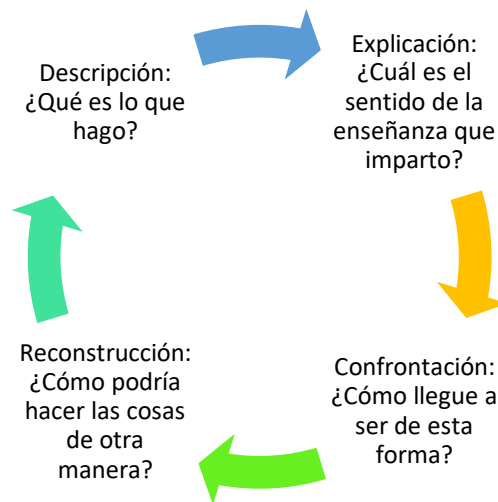 Descripción:
¿Qué es lo que
hago?
Explicación:
¿Cuál es el
sentido de la
enseñanza que
imparto?
Confrontación:
¿Cómo llegue a
ser de esta
forma?
Reconstrucción:
¿Cómo podría
hacer las cosas
de otra
manera?